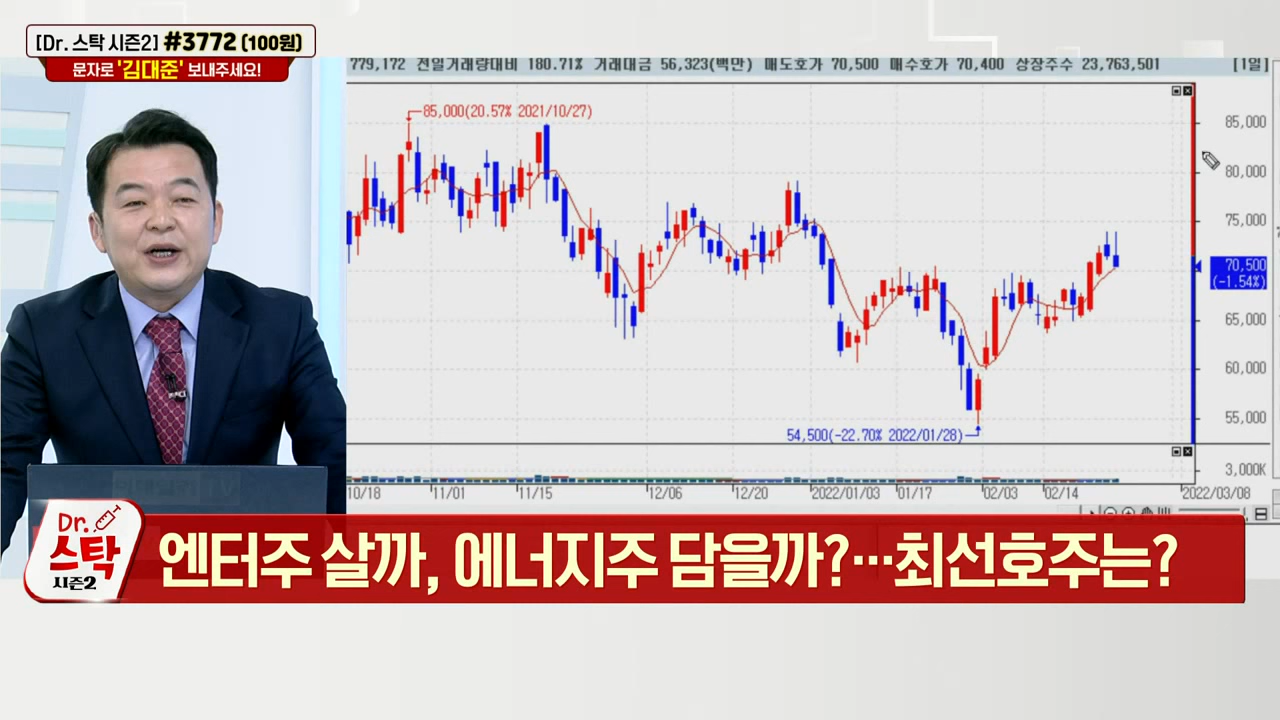 [Dr. 스탁 시즌2] #3772 (100원)
문자로 '김대준' 보내주세요!
779,172 전일거래량대비 180.71% 거래대금 56,323(백만) 매도호가 70,500 매수호가 70,400 상장주수 23,763,501 [1일]
85,000(20.57% 2021/10/27)
85,000
80,000
75,000
70,500
(-1.54%)
65,000
60,000
55,000
54,500(-22.70% 2022/01/28)
3,000K
10/18 11/01 11/15 12/06 12/20 2022/01/03 01/17 02/03 02/14 2022/03/08
Dr.
스탁
시즌2
엔터주 살까, 에너지주 담을까?…최선호주는?